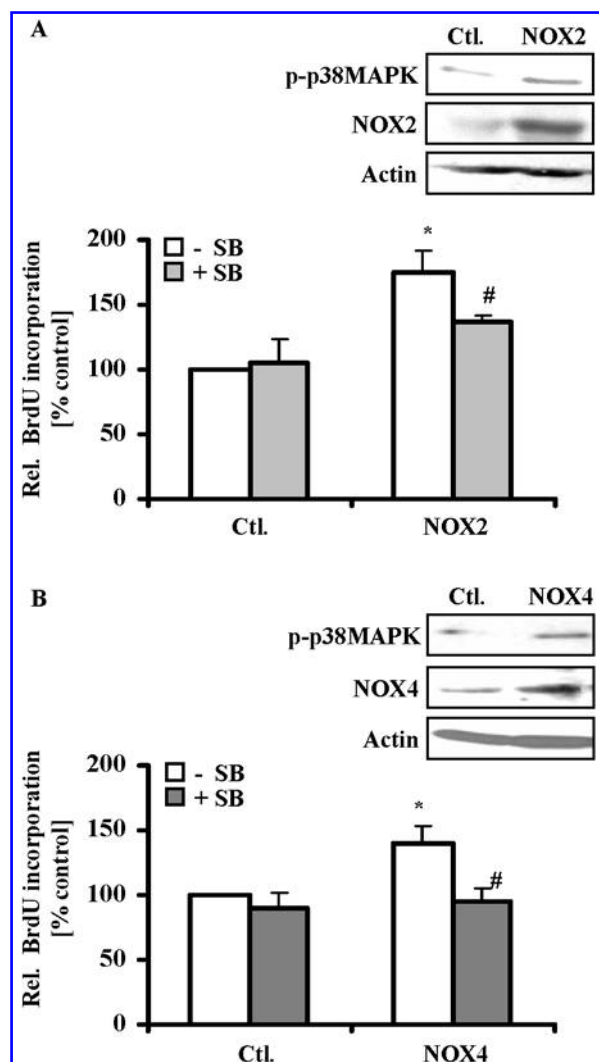 A
Ctl. NOX2
p-p38MAPK
NOX2
Actin
Rel. BrdU incorporation
[% control]
200
150
100
50
0
- SB
+ SB
*
#
Ctl. NOX2
B
Ctl. NOX4
p-p38MAPK
NOX4
Actin
Rel. BrdU incorporation
[% control]
200
150
100
50
0
- SB
+ SB
*
#
Ctl. NOX4